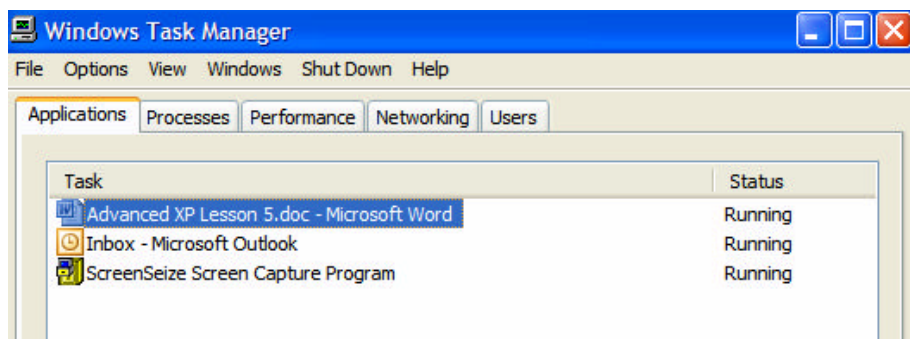 Windows Task Manager
File Options View Windows Shut Down Help
Applications Processes Performance Networking Users
Task Status
Advanced XP Lesson 5.doc - Microsoft Word Running
Inbox - Microsoft Outlook Running
ScreenSeize Screen Capture Program Running